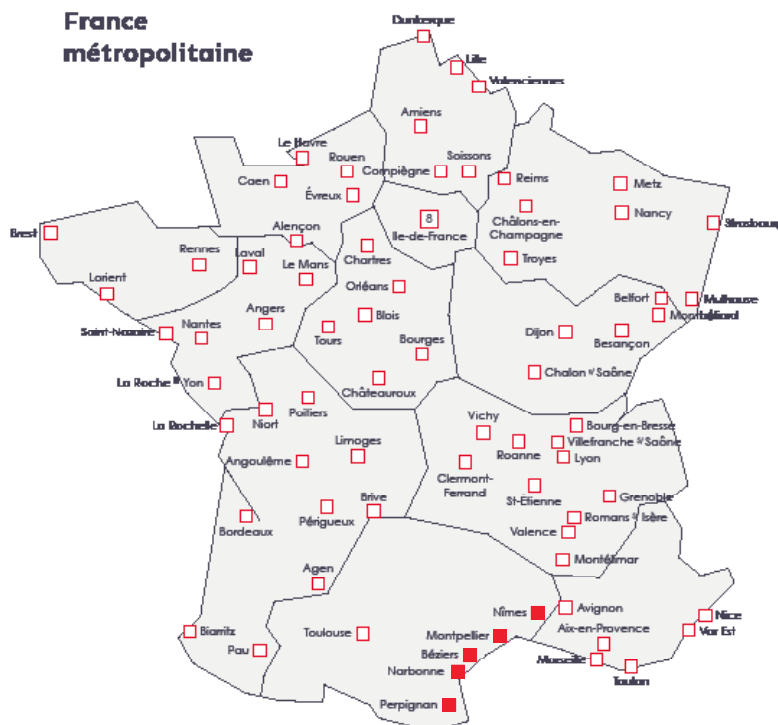 France
métropolitaine
Dunkerque
Lille
Valenciennes
Amiens
Le Havre
Rouen
Compiègne
Soissons
Caen
Évreux
Reims
Metz
Châlons-en-
Champagne
Nancy
Strasbourg
8
Ile-de-France
Brest
Alençon
Rennes
Laval
Chartres
Troyes
Le Mans
Lorient
Orléans
Belfort
Mulhouse
Montbéliard
Angers
Blois
Saint-Nazaire
Nantes
Tours
Dijon
Besançon
Bourges
La Roche s/ Yon
Châteauroux
Chalon s/ Saône
Poitiers
Niort
La Rochelle
Vichy
Bourg-en-Bresse
Roanne
Villefranche s/ Saône
Lyon
Limoges
Angoulême
Clermont-
Ferrand
St-Etienne
Grenoble
Brive
Périgueux
Bordeaux
Romans s/ Isère
Valence
Montélimar
Agen
Nîmes
Avignon
Nice
Biarritz
Toulouse
Montpellier
Aix-en-Provence
Var Est
Pau
Béziers
Marseille
Narbonne
Toulon
Perpignan